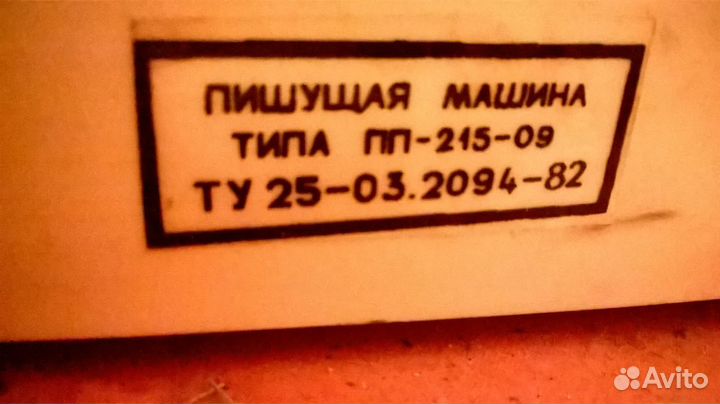 ПИШУЩАЯ МАШИНА
ТИПА ПП-215-09
ТУ 25-03.2094-82
Avito